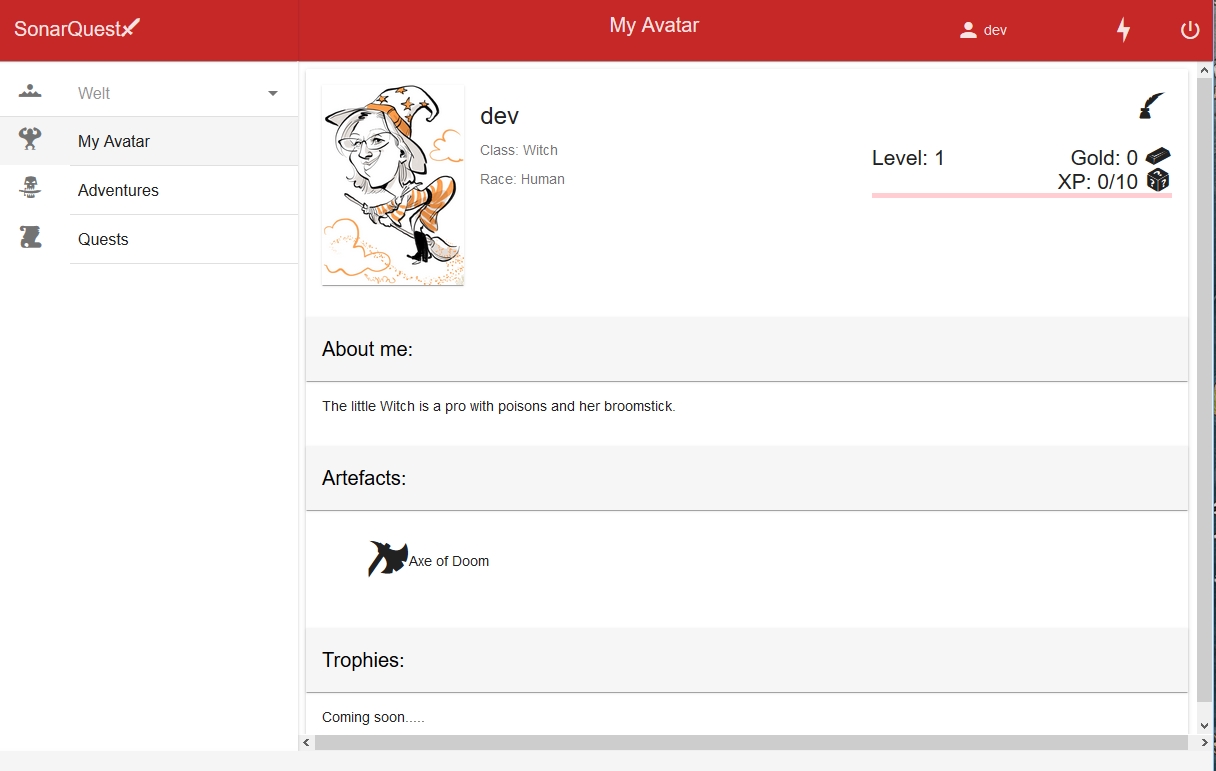 SonarQuest
My Avatar
dev
Welt
My Avatar
Adventures
Quests
dev
Class: Witch
Race: Human
Level: 1
Gold: 0
XP: 0/10
About me:
The little Witch is a pro with poisons and her broomstick.
Artefacts:
Axe of Doom
Trophies:
Coming soon.....